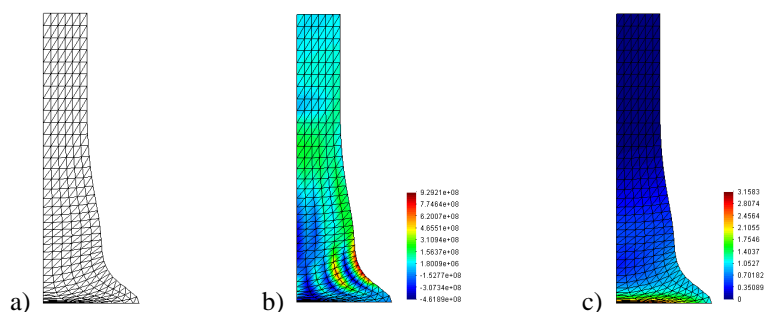 9.2921e+08
7.7464e+08
6.2007e+08
4.6551e+08
3.1094e+08
1.5637e+08
1.8009e+06
-1.5277e+08
-3.0734e+08
-4.6189e+08
3.1583
2.8074
2.4564
2.1055
1.7546
1.4037
1.0527
0.70182
0.35089
0
a) b) c)